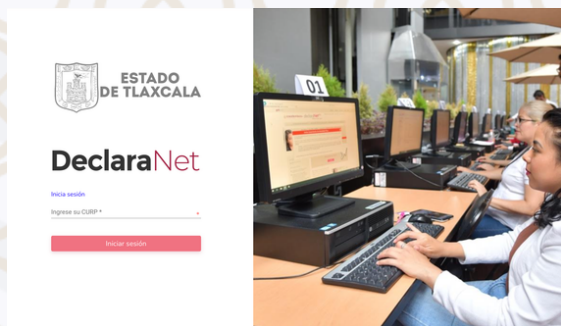 ESTADO
DE TLAXCALA
DeclaraNet
Inicia sesión
Ingrese su CURP *
Iniciar sesión
01